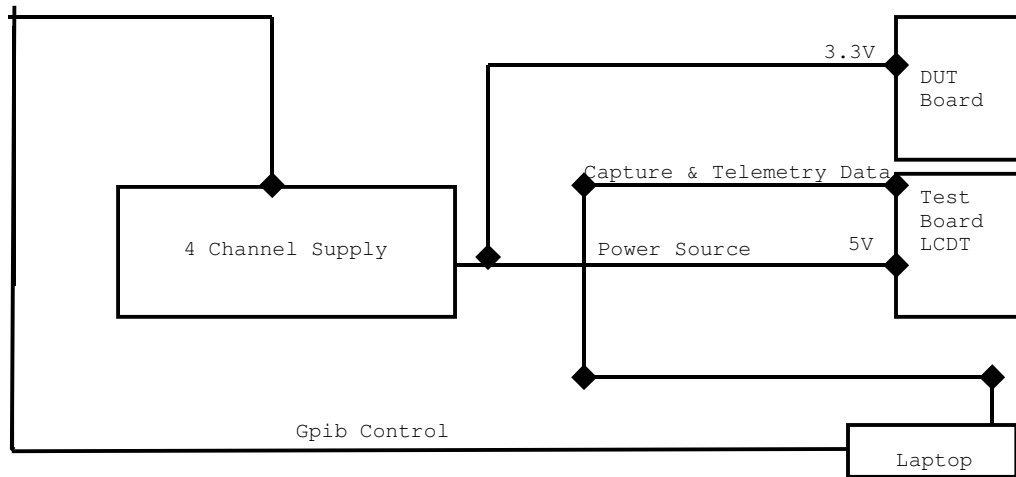 3.3V
DUT
Board
Capture & Telemetry Data
Test
Board
LCDT
4 Channel Supply
Power Source
5V
Gpib Control
Laptop